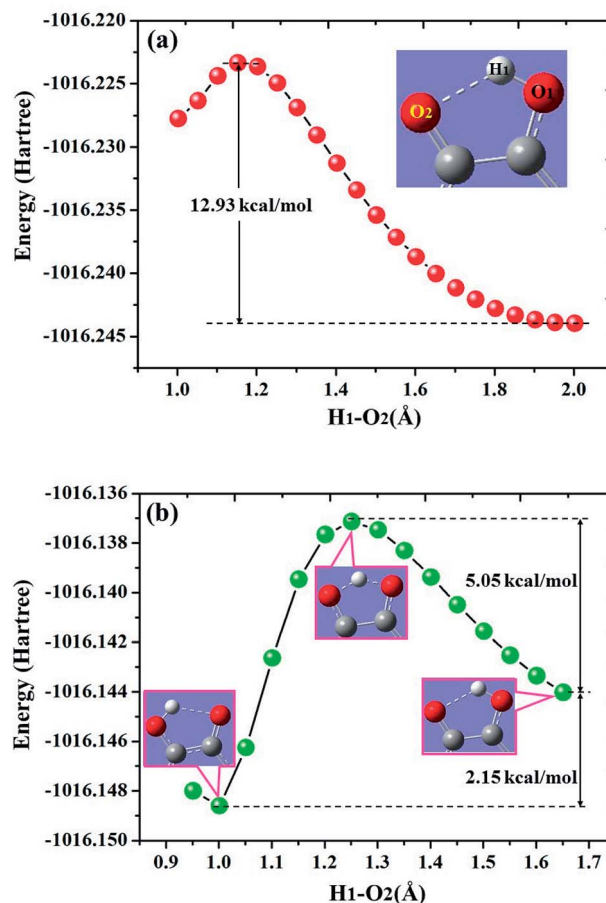 (a)
Energy (Hartree)
-1016.220
-1016.225
-1016.230
-1016.235
-1016.240
-1016.245
H1
O1
O2
12.93 kcal/mol
1.0 1.2 1.4 1.6 1.8 2.0
H1-O2(Å)
(b)
Energy (Hartree)
-1016.136
-1016.138
-1016.140
-1016.142
-1016.144
-1016.146
-1016.148
-1016.150
5.05 kcal/mol
2.15 kcal/mol
0.9 1.0 1.1 1.2 1.3 1.4 1.5 1.6 1.7
H1-O2(Å)